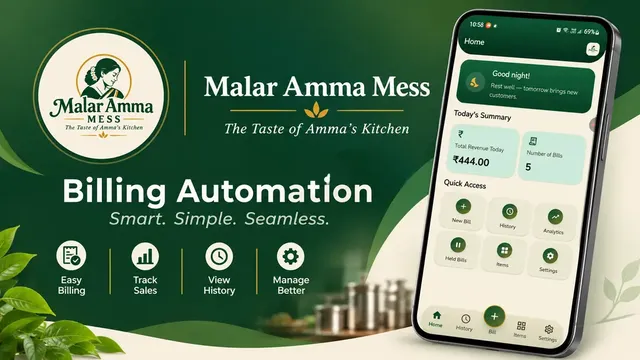 Malar Amma
MESS
The Taste of Amma's Kitchen
Malar Amma Mess
The Taste of Amma's Kitchen
Billing Automation
Smart. Simple. Seamless.
Easy
Billing
Track
Sales
View
History
Manage
Better
10:58
69%
Home
Good night!
Rest well — tomorrow brings new
customers.
Today's Summary
₹
Total Revenue Today
₹444.00
Number of Bills
5
Quick Access
New Bill
History
Analytics
Held Bills
Items
Settings
Home
History
Bill
Items
Settings